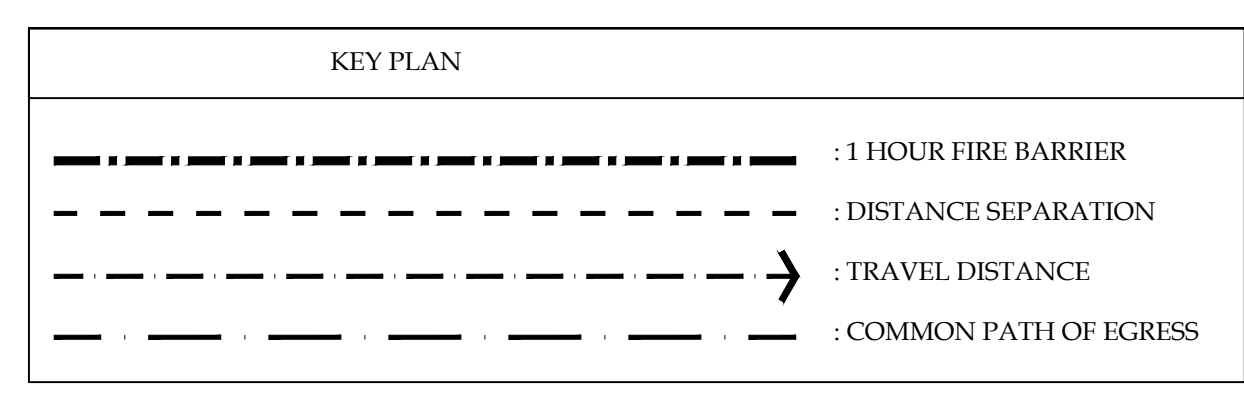 KEY PLAN
: 1 HOUR FIRE BARRIER
: DISTANCE SEPARATION
: TRAVEL DISTANCE
: COMMON PATH OF EGRESS